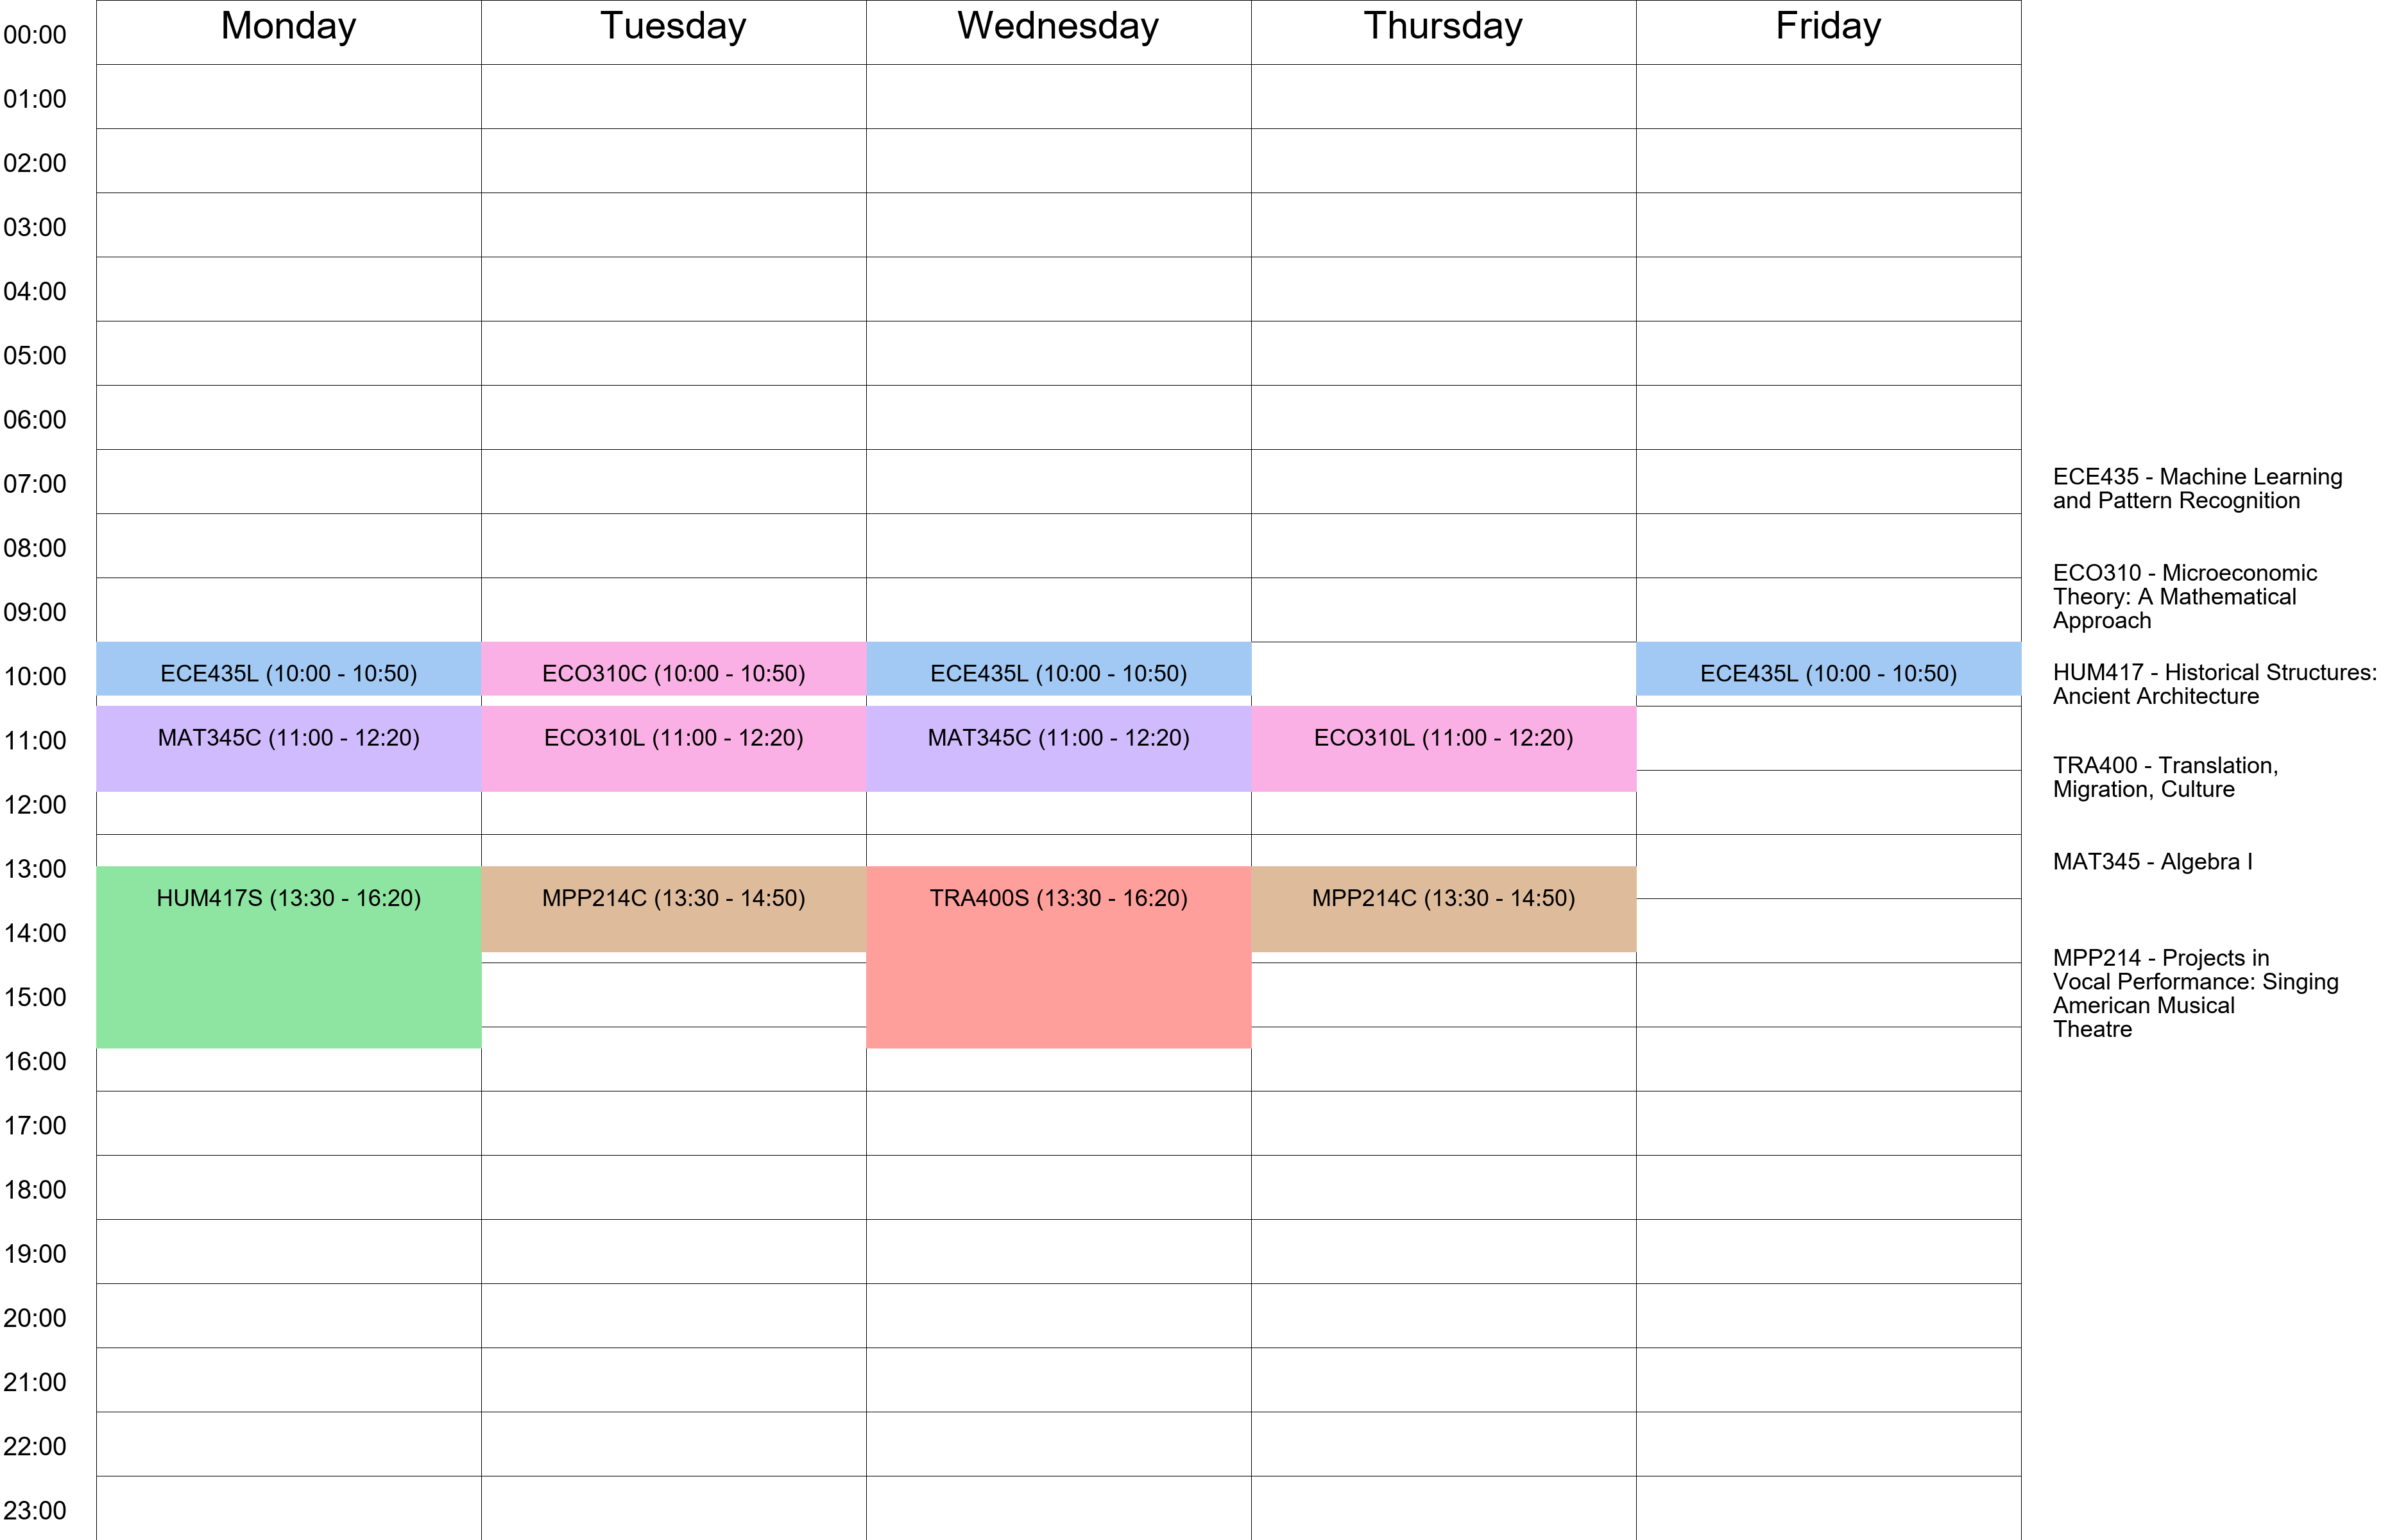 Monday Tuesday Wednesday Thursday Friday
00:00
01:00
02:00
03:00
04:00
05:00
06:00
07:00
08:00
09:00
10:00 ECE435L (10:00 - 10:50) ECO310C (10:00 - 10:50) ECE435L (10:00 - 10:50) ECE435L (10:00 - 10:50)
11:00 MAT345C (11:00 - 12:20) ECO310L (11:00 - 12:20) MAT345C (11:00 - 12:20) ECO310L (11:00 - 12:20)
12:00
13:00
HUM417S (13:30 - 16:20) MPP214C (13:30 - 14:50) TRA400S (13:30 - 16:20) MPP214C (13:30 - 14:50)
14:00
15:00
16:00
17:00
18:00
19:00
20:00
21:00
22:00
23:00
ECE435 - Machine Learning
and Pattern Recognition
ECO310 - Microeconomic
Theory: A Mathematical
Approach
HUM417 - Historical Structures:
Ancient Architecture
TRA400 - Translation,
Migration, Culture
MAT345 - Algebra I
MPP214 - Projects in
Vocal Performance: Singing
American Musical
Theatre